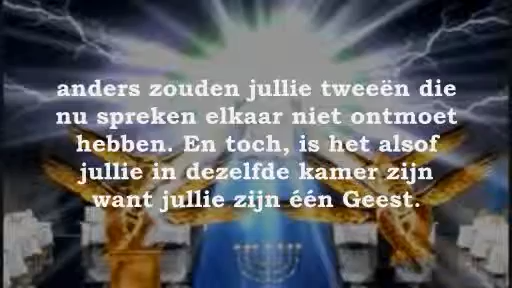 anders zouden jullie tweeën die
nu spreken elkaar niet ontmoet
hebben. En toch, is het alsof
jullie in dezelfde kamer zijn
want jullie zijn één Geest.